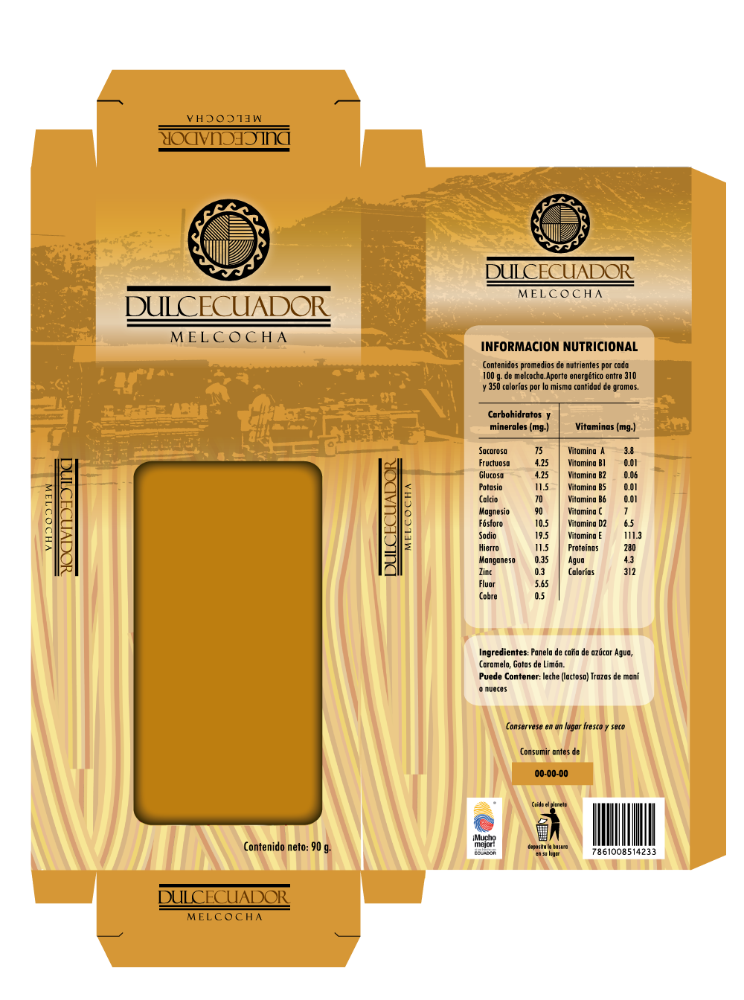 MELCOCHA
DULCECUADOR
DULCECUADOR
MELCOCHA
DULCECUADOR
MELCOCHA
DULCECUADOR
MELCOCHA
DULCECUADOR
MELCOCHA
Contenido neto: 90 g.
DULCECUADOR
MELCOCHA
INFORMACION NUTRICIONAL
Contenidos promedios de nutrientes por cada
100 g. de melcocha.Aporte energético entre 310
y 350 calorías por la misma cantidad de gramos.
Carbohidratos y
minerales (mg.)
Sacarosa 75
Fructuosa 4.25
Glucosa 4.25
Potasio 11.5
Calcio 70
Magnesio 90
Fósforo 10.5
Sodio 19.5
Hierro 11.5
Manganeso 0.35
Zinc 0.3
Fluor 5.65
Cobre 0.5
Vitaminas (mg.)
Vitamina A 3.8
Vitamina B1 0.01
Vitamina B2 0.06
Vitamina B5 0.01
Vitamina B6 0.01
Vitamina C 7
Vitamina D2 6.5
Vitamina E 111.3
Proteínas 280
Agua 4.3
Calorías 312
Ingredientes: Panela de caña de azúcar Agua,
Caramelo, Gotas de Limón.
Puede Contener: leche (lactosa) Trazas de maní
o nueces
Conservese en un lugar fresco y seco
Consumir antes de
00-00-00
¡Mucho
mejor!
ECUADOR
Cuida el planeta
deposita la basura
en su lugar
7861008514233
DULCECUADOR
MELCOCHA